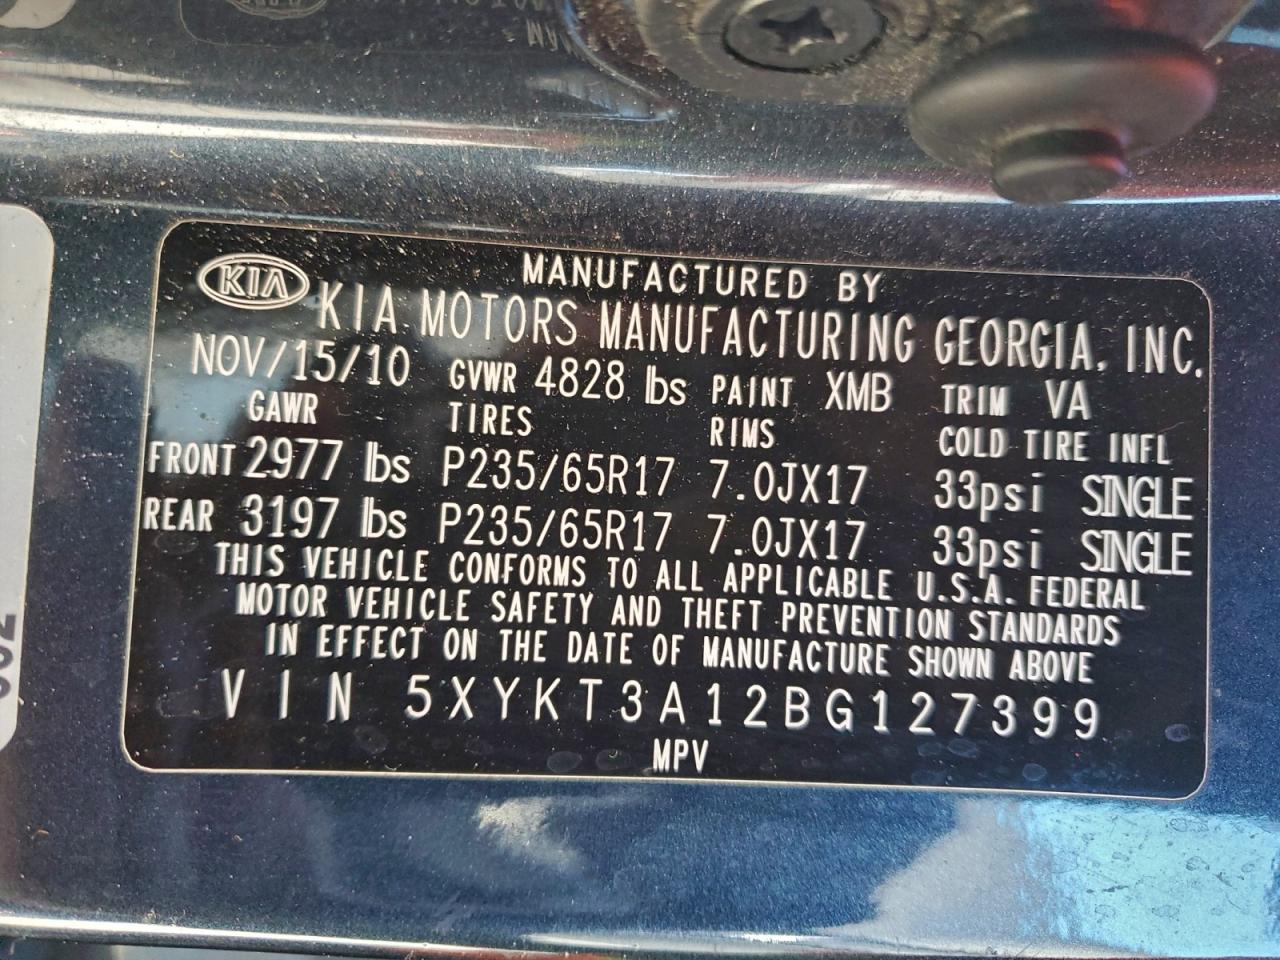 MANUFACTURED BY
KIA KIA MOTORS MANUFACTURING GEORGIA, INC.
NOV/15/10 GVWR 4828 lbs PAINT XMB TRIM VA
GAWR TIRES RIMS COLD TIRE INFL
FRONT 2977 lbs P235/65R17 7.0JX17 33psi SINGLE
REAR 3197 lbs P235/65R17 7.0JX17 33psi SINGLE
THIS VEHICLE CONFORMS TO ALL APPLICABLE U.S.A. FEDERAL
MOTOR VEHICLE SAFETY AND THEFT PREVENTION STANDARDS
IN EFFECT ON THE DATE OF MANUFACTURE SHOWN ABOVE
VIN 5XYKT3A12BG127399
MPV